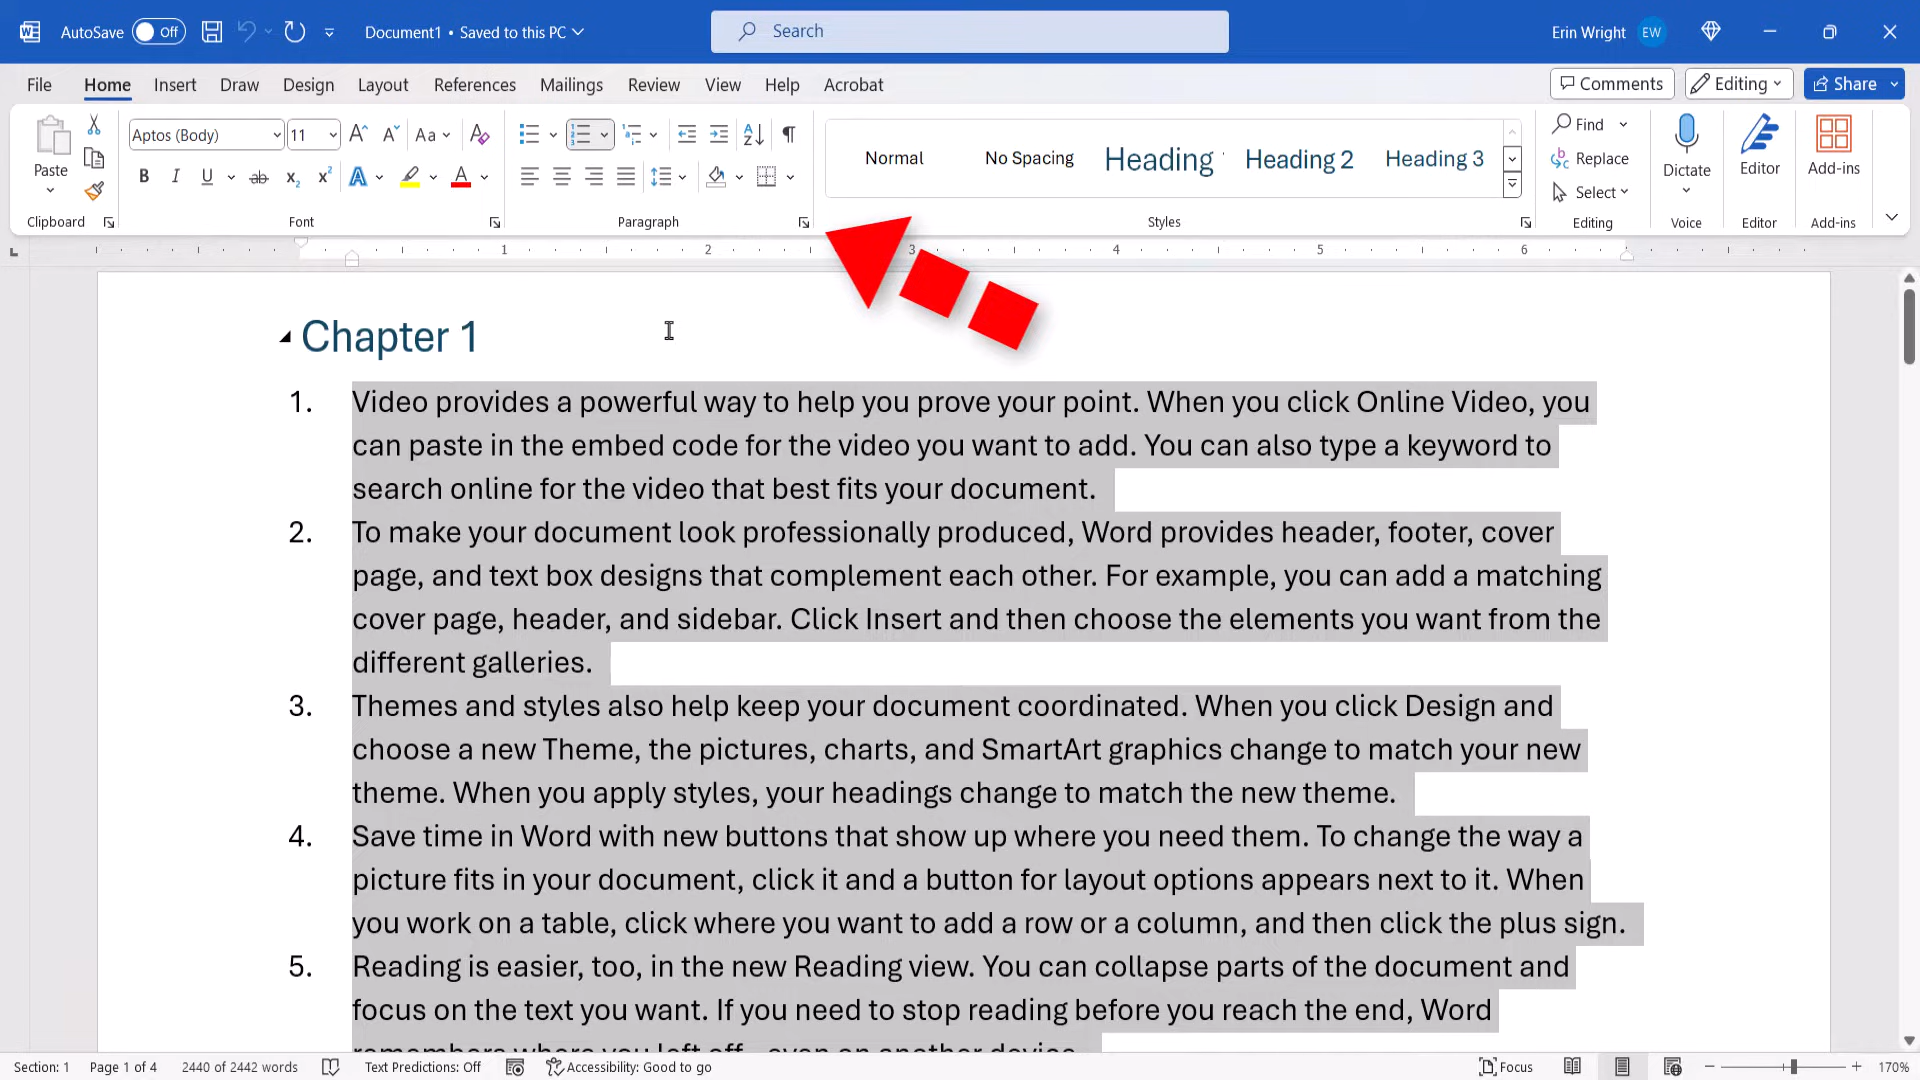 AutoSave Off Document1 • Saved to this PC Search Erin Wright EW
File Home Insert Draw Design Layout References Mailings Review View Help Acrobat Comments Editing Share
Paste
Clipboard
Aptos (Body) 11 Aa
B I U ab x₂ x² A A
Font
Paragraph
Normal No Spacing Heading Heading 2 Heading 3
Styles
Find
Replace
Select
Editing
Dictate
Voice
Editor
Editor
Add-ins
Add-ins
1 2 3 4 5 6
Chapter 1
1. Video provides a powerful way to help you prove your point. When you click Online Video, you
can paste in the embed code for the video you want to add. You can also type a keyword to
search online for the video that best fits your document.
2. To make your document look professionally produced, Word provides header, footer, cover
page, and text box designs that complement each other. For example, you can add a matching
cover page, header, and sidebar. Click Insert and then choose the elements you want from the
different galleries.
3. Themes and styles also help keep your document coordinated. When you click Design and
choose a new Theme, the pictures, charts, and SmartArt graphics change to match your new
theme. When you apply styles, your headings change to match the new theme.
4. Save time in Word with new buttons that show up where you need them. To change the way a
picture fits in your document, click it and a button for layout options appears next to it. When
you work on a table, click where you want to add a row or a column, and then click the plus sign.
5. Reading is easier, too, in the new Reading view. You can collapse parts of the document and
focus on the text you want. If you need to stop reading before you reach the end, Word
remembers where you left off - even on another device.
Section: 1 Page 1 of 4 2440 of 2442 words Text Predictions: Off Accessibility: Good to go Focus 170%